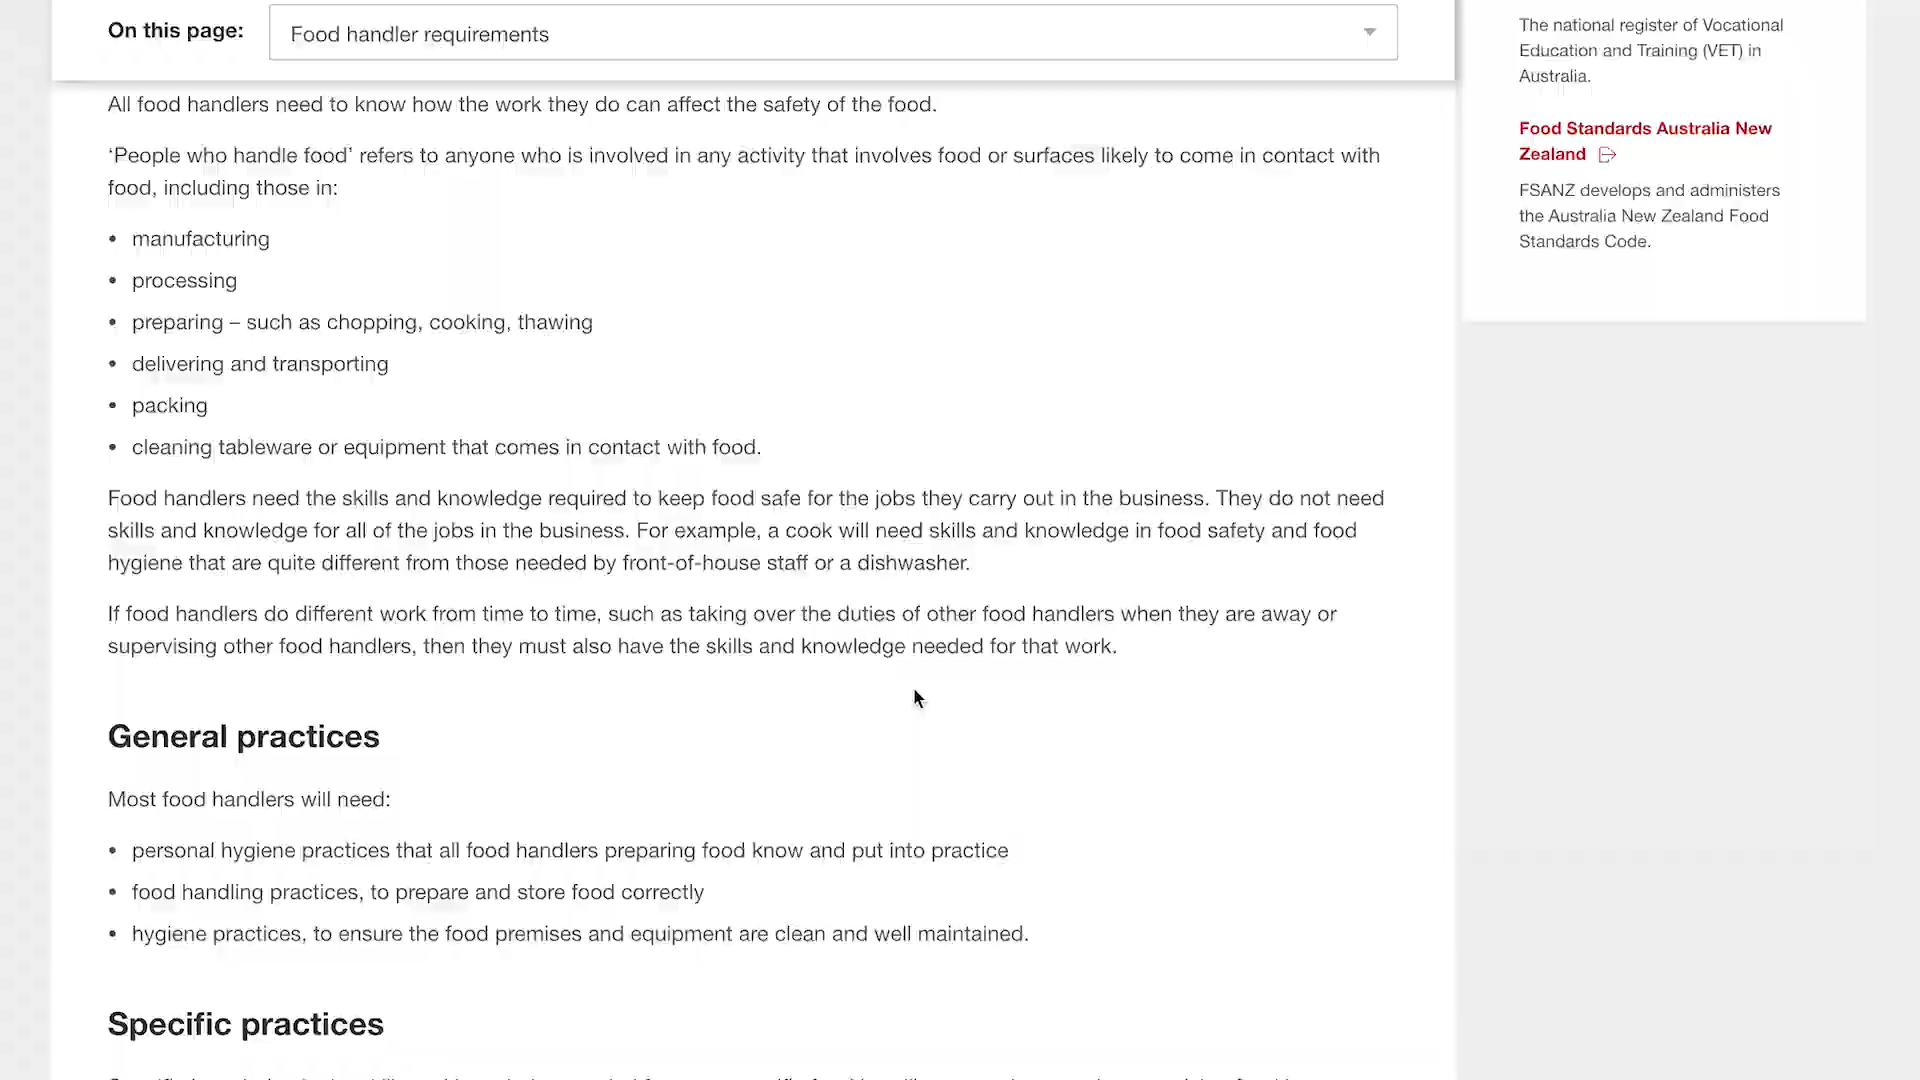 On this page:
Food handler requirements
All food handlers need to know how the work they do can affect the safety of the food.
‘People who handle food’ refers to anyone who is involved in any activity that involves food or surfaces likely to come in contact with
food, including those in:
• manufacturing
• processing
• preparing – such as chopping, cooking, thawing
• delivering and transporting
• packing
• cleaning tableware or equipment that comes in contact with food.
Food handlers need the skills and knowledge required to keep food safe for the jobs they carry out in the business. They do not need
skills and knowledge for all of the jobs in the business. For example, a cook will need skills and knowledge in food safety and food
hygiene that are quite different from those needed by front-of-house staff or a dishwasher.
If food handlers do different work from time to time, such as taking over the duties of other food handlers when they are away or
supervising other food handlers, then they must also have the skills and knowledge needed for that work.
General practices
Most food handlers will need:
• personal hygiene practices that all food handlers preparing food know and put into practice
• food handling practices, to prepare and store food correctly
• hygiene practices, to ensure the food premises and equipment are clean and well maintained.
Specific practices
The national register of Vocational
Education and Training (VET) in
Australia.
Food Standards Australia New
Zealand
FSANZ develops and administers
the Australia New Zealand Food
Standards Code.